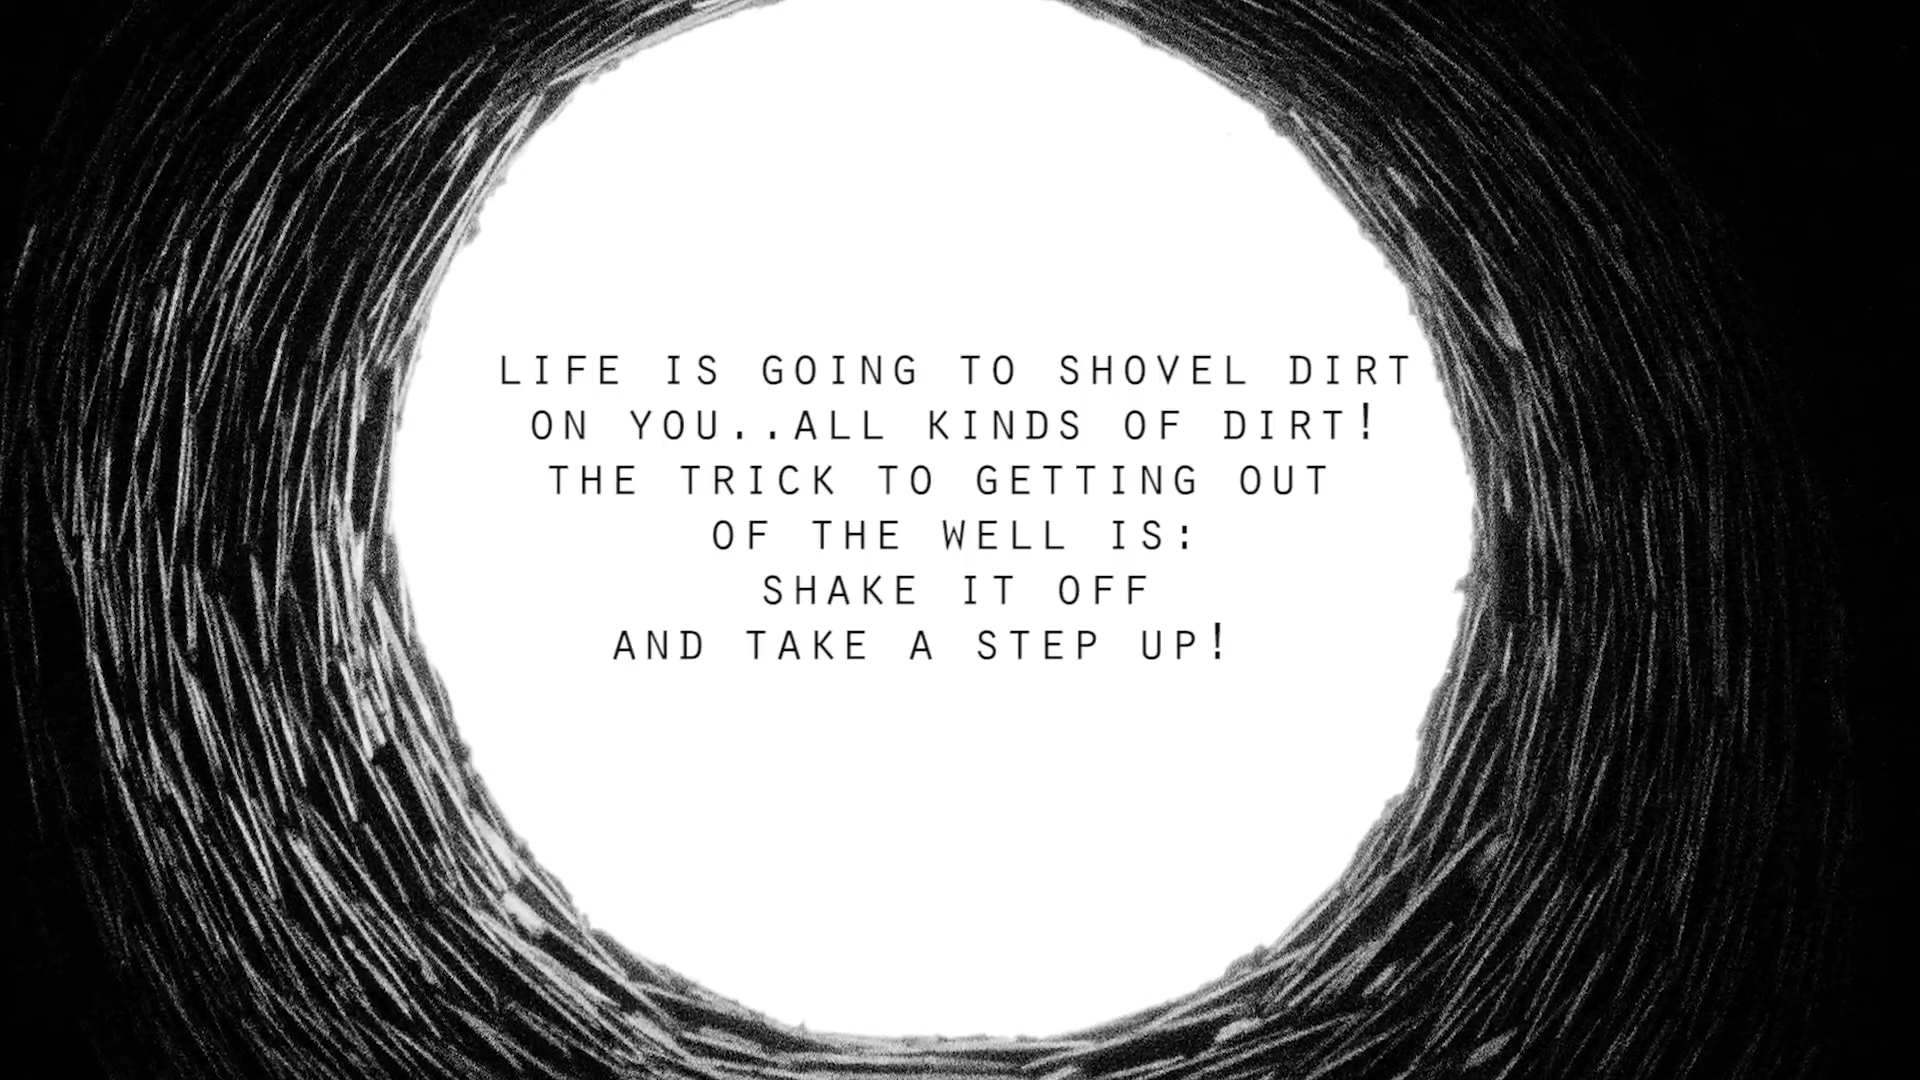 LIFE IS GOING TO SHOVEL DIRT
ON YOU..ALL KINDS OF DIRT!
THE TRICK TO GETTING OUT
OF THE WELL IS:
SHAKE IT OFF
AND TAKE A STEP UP!